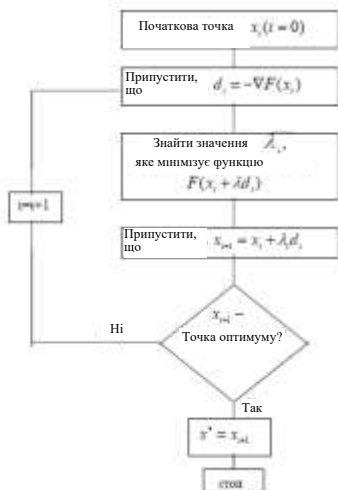 Початкова точка x_i (i = 0)
Припустити,
що d_i = −∇F(x_i)
Знайти значення λ_i,
яке мінімізує функцію
F(x_i + λd_i)
i=i+1
Припустити,
що x_{i+1} = x_i + λ_i d_i
x_{i+1} −
Точка оптимуму?
Ні
Так
x* = x_{i+1}
стоп